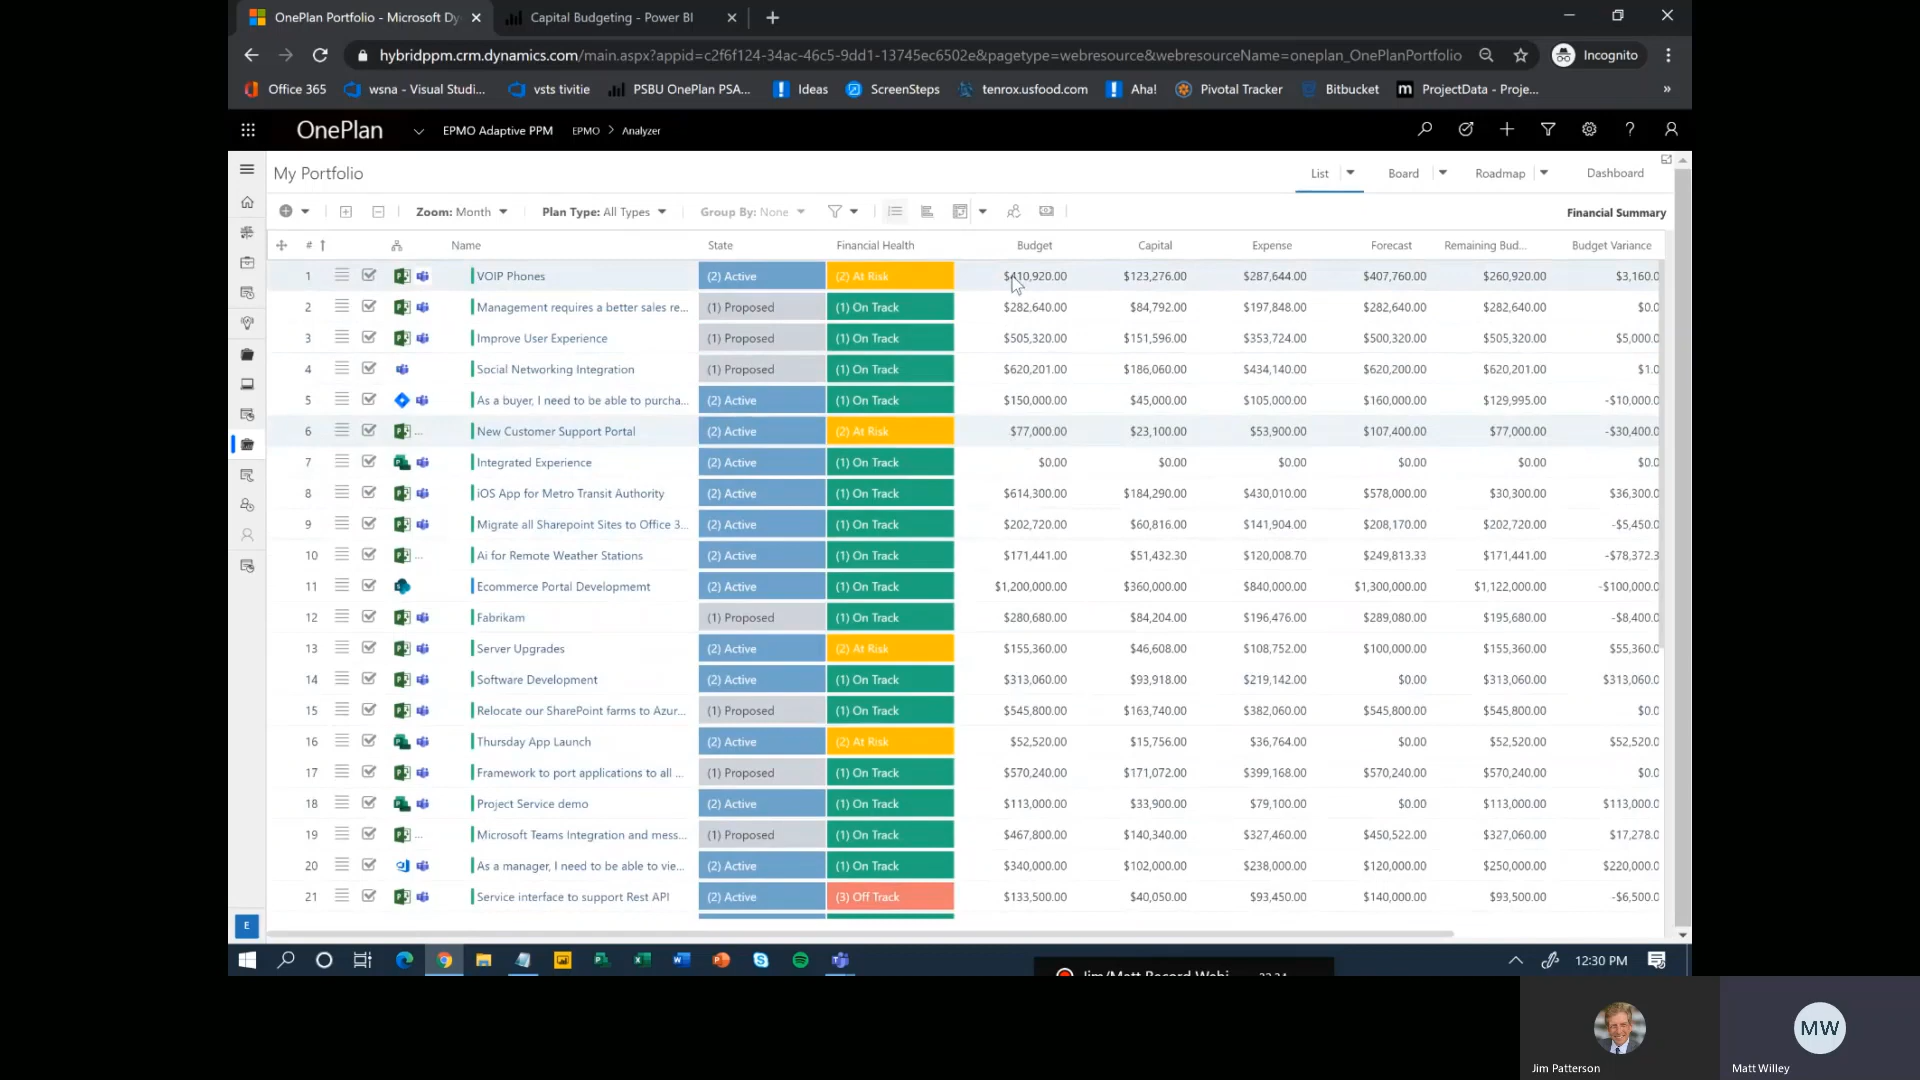 OnePlan Portfolio - Microsoft Dy
Capital Budgeting - Power BI
hybridppm.crm.dynamics.com/main.aspx?appid=c2f6f124-34ac-46c5-9dd1-13745ec6502e&pagetype=webresource&webresourceName=oneplan_OnePlanPortfolio
Incognito
Office 365 wsna - Visual Studi... vsts tivitie PSBU OnePlan PSA... Ideas ScreenSteps tenrox.usfood.com Aha! Pivotal Tracker Bitbucket ProjectData - Proje... »
OnePlan EPMO Adaptive PPM EPMO > Analyzer
My Portfolio List Board Roadmap Dashboard
Zoom: Month Plan Type: All Types Group By: None Financial Summary
# Name State Financial Health Budget Capital Expense Forecast Remaining Bud... Budget Variance
1 VOIP Phones (2) Active (2) At Risk $410,920.00 $123,276.00 $287,644.00 $407,760.00 $260,920.00 $3,160.0
2 Management requires a better sales re... (1) Proposed (1) On Track $282,640.00 $84,792.00 $197,848.00 $282,640.00 $282,640.00 $0.0
3 Improve User Experience (1) Proposed (1) On Track $505,320.00 $151,596.00 $353,724.00 $500,320.00 $505,320.00 $5,000.0
4 Social Networking Integration (1) Proposed (1) On Track $620,201.00 $186,060.00 $434,140.00 $620,200.00 $620,201.00 $1.0
5 As a buyer, I need to be able to purcha... (2) Active (1) On Track $150,000.00 $45,000.00 $105,000.00 $160,000.00 $129,995.00 -$10,000.0
6 New Customer Support Portal (2) Active (2) At Risk $77,000.00 $23,100.00 $53,900.00 $107,400.00 $77,000.00 -$30,400.0
7 Integrated Experience (2) Active (1) On Track $0.00 $0.00 $0.00 $0.00 $0.00 $0.0
8 iOS App for Metro Transit Authority (2) Active (1) On Track $614,300.00 $184,290.00 $430,010.00 $578,000.00 $30,300.00 $36,300.0
9 Migrate all Sharepoint Sites to Office 3... (2) Active (1) On Track $202,720.00 $60,816.00 $141,904.00 $208,170.00 $202,720.00 -$5,450.0
10 Ai for Remote Weather Stations (2) Active (1) On Track $171,441.00 $51,432.30 $120,008.70 $249,813.33 $171,441.00 -$78,372.3
11 Ecommerce Portal Developmemt (2) Active (1) On Track $1,200,000.00 $360,000.00 $840,000.00 $1,300,000.00 $1,122,000.00 -$100,000.0
12 Fabrikam (1) Proposed (1) On Track $280,680.00 $84,204.00 $196,476.00 $289,080.00 $195,680.00 -$8,400.0
13 Server Upgrades (2) Active (2) At Risk $155,360.00 $46,608.00 $108,752.00 $100,000.00 $155,360.00 $55,360.0
14 Software Development (2) Active (1) On Track $313,060.00 $93,918.00 $219,142.00 $0.00 $313,060.00 $313,060.0
15 Relocate our SharePoint farms to Azur... (1) Proposed (1) On Track $545,800.00 $163,740.00 $382,060.00 $545,800.00 $545,800.00 $0.0
16 Thursday App Launch (2) Active (2) At Risk $52,520.00 $15,756.00 $36,764.00 $0.00 $52,520.00 $52,520.0
17 Framework to port applications to all ... (1) Proposed (1) On Track $570,240.00 $171,072.00 $399,168.00 $570,240.00 $570,240.00 $0.0
18 Project Service demo (2) Active (1) On Track $113,000.00 $33,900.00 $79,100.00 $0.00 $113,000.00 $113,000.0
19 Microsoft Teams Integration and mess... (1) Proposed (1) On Track $467,800.00 $140,340.00 $327,460.00 $450,522.00 $327,060.00 $17,278.0
20 As a manager, I need to be able to vie... (2) Active (1) On Track $340,000.00 $102,000.00 $238,000.00 $120,000.00 $250,000.00 $220,000.0
21 Service interface to support Rest API (2) Active (3) Off Track $133,500.00 $40,050.00 $93,450.00 $140,000.00 $93,500.00 -$6,500.0
E
Jim/Matt Record Webi
12:30 PM
MW
Jim Patterson
Matt Willey